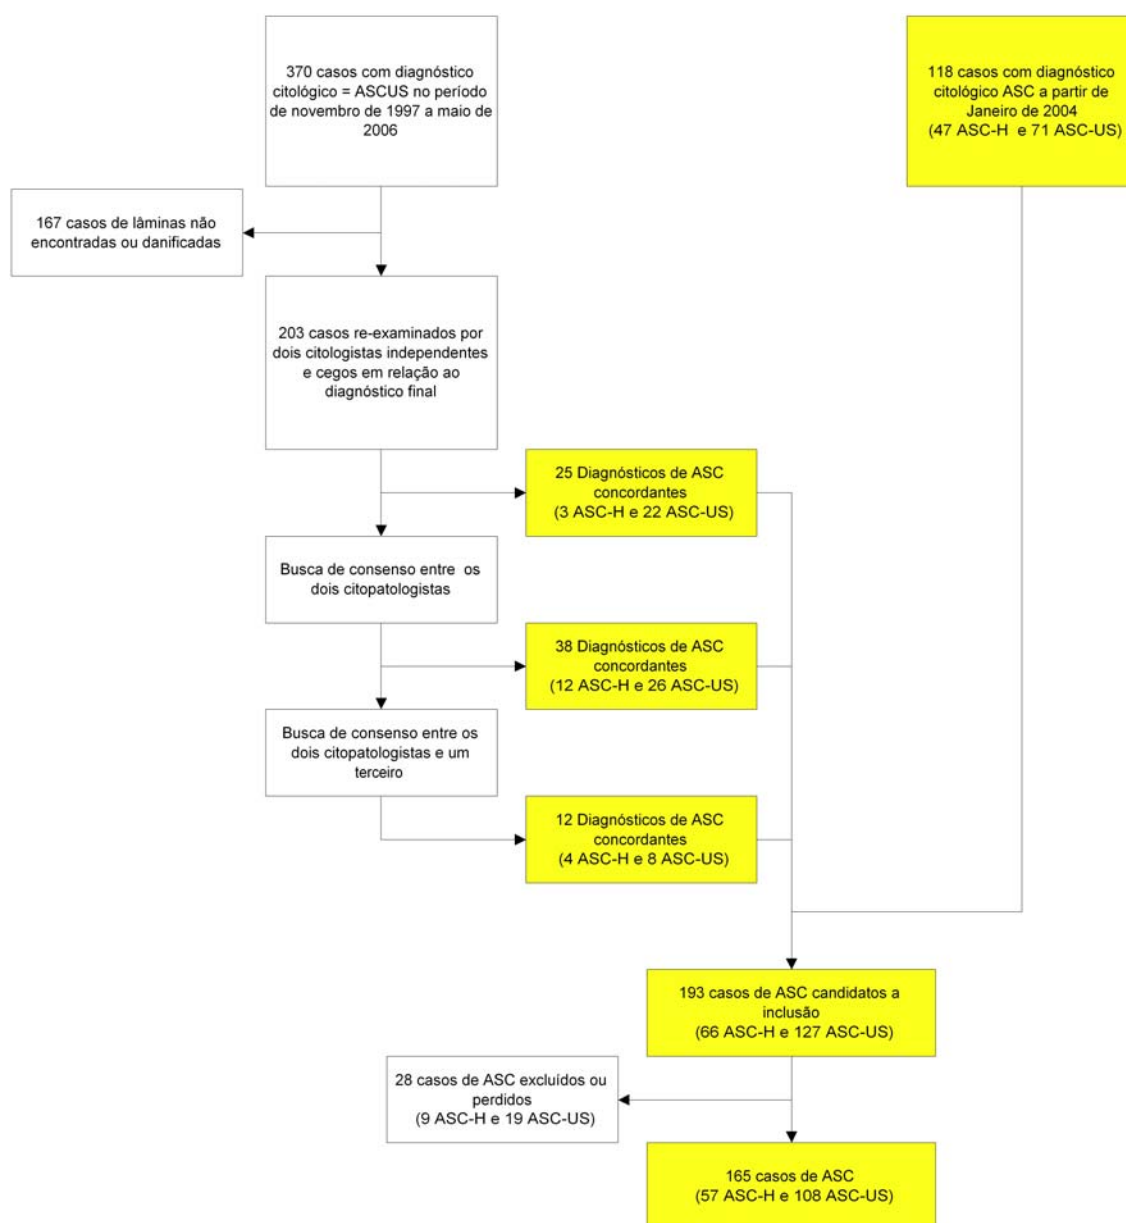 370 casos com diagnóstico
citológico = ASCUS no período
de novembro de 1997 a maio de
2006
118 casos com diagnóstico
citológico ASC a partir de
Janeiro de 2004
(47 ASC-H e 71 ASC-US)
167 casos de lâminas não
encontradas ou danificadas
203 casos re-examinados por
dois citologistas independentes
e cegos em relação ao
diagnóstico final
25 Diagnósticos de ASC
concordantes
(3 ASC-H e 22 ASC-US)
Busca de consenso entre os
dois citopatologistas
38 Diagnósticos de ASC
concordantes
(12 ASC-H e 26 ASC-US)
Busca de consenso entre os
dois citopatologistas e um
terceiro
12 Diagnósticos de ASC
concordantes
(4 ASC-H e 8 ASC-US)
193 casos de ASC candidatos a
inclusão
(66 ASC-H e 127 ASC-US)
28 casos de ASC excluídos ou
perdidos
(9 ASC-H e 19 ASC-US)
165 casos de ASC
(57 ASC-H e 108 ASC-US)